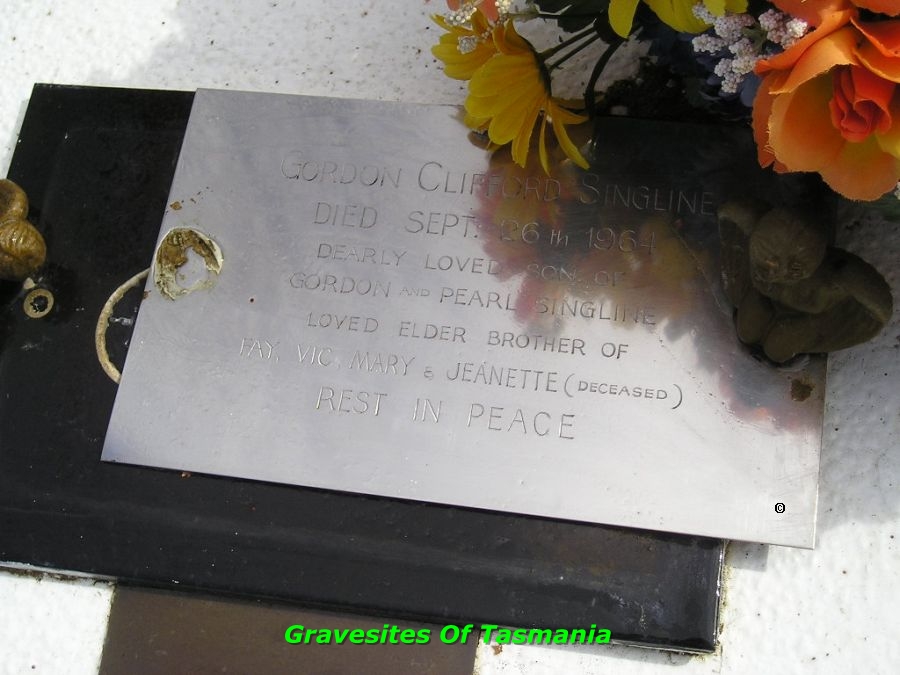 GORDON CLIFFORD SINGLINE
DIED SEPT. 26th 1964
DEARLY LOVED SON OF
GORDON AND PEARL SINGLINE
LOVED ELDER BROTHER OF
FAY, VIC, MARY & JEANETTE (DECEASED)
REST IN PEACE
©
Gravesites Of Tasmania